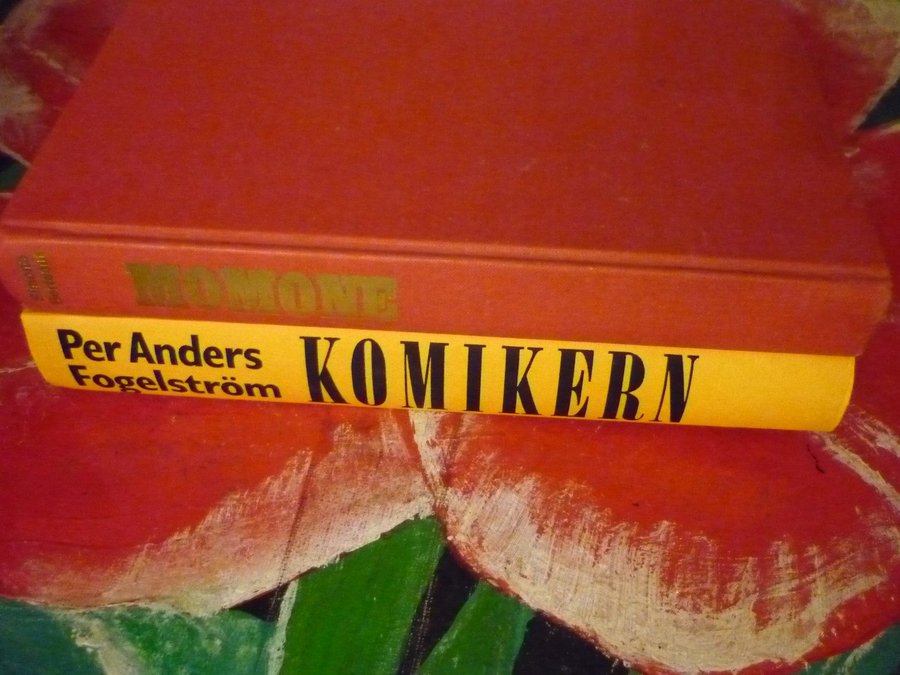 MOMONE
Per Anders
Fogelström
KOMIKERN